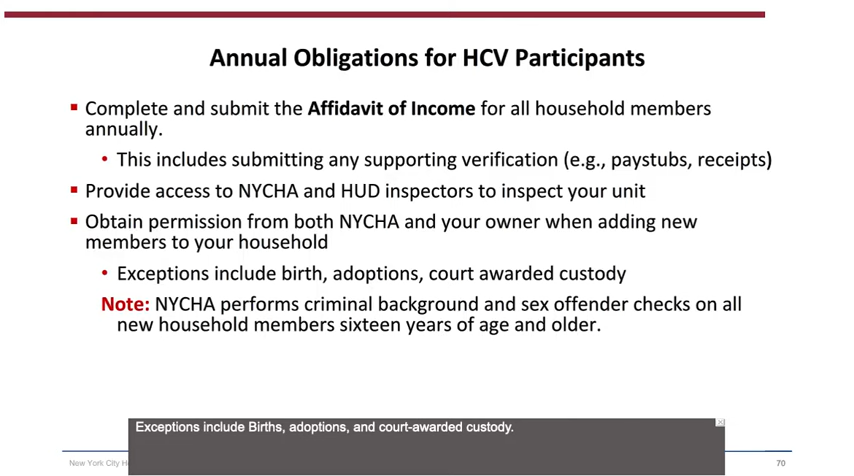 Annual Obligations for HCV Participants
▪ Complete and submit the Affidavit of Income for all household members
annually.
• This includes submitting any supporting verification (e.g., paystubs, receipts)
▪ Provide access to NYCHA and HUD inspectors to inspect your unit
▪ Obtain permission from both NYCHA and your owner when adding new
members to your household
• Exceptions include birth, adoptions, court awarded custody
Note: NYCHA performs criminal background and sex offender checks on all
new household members sixteen years of age and older.
Exceptions include Births, adoptions, and court-awarded custody.
New York City
70